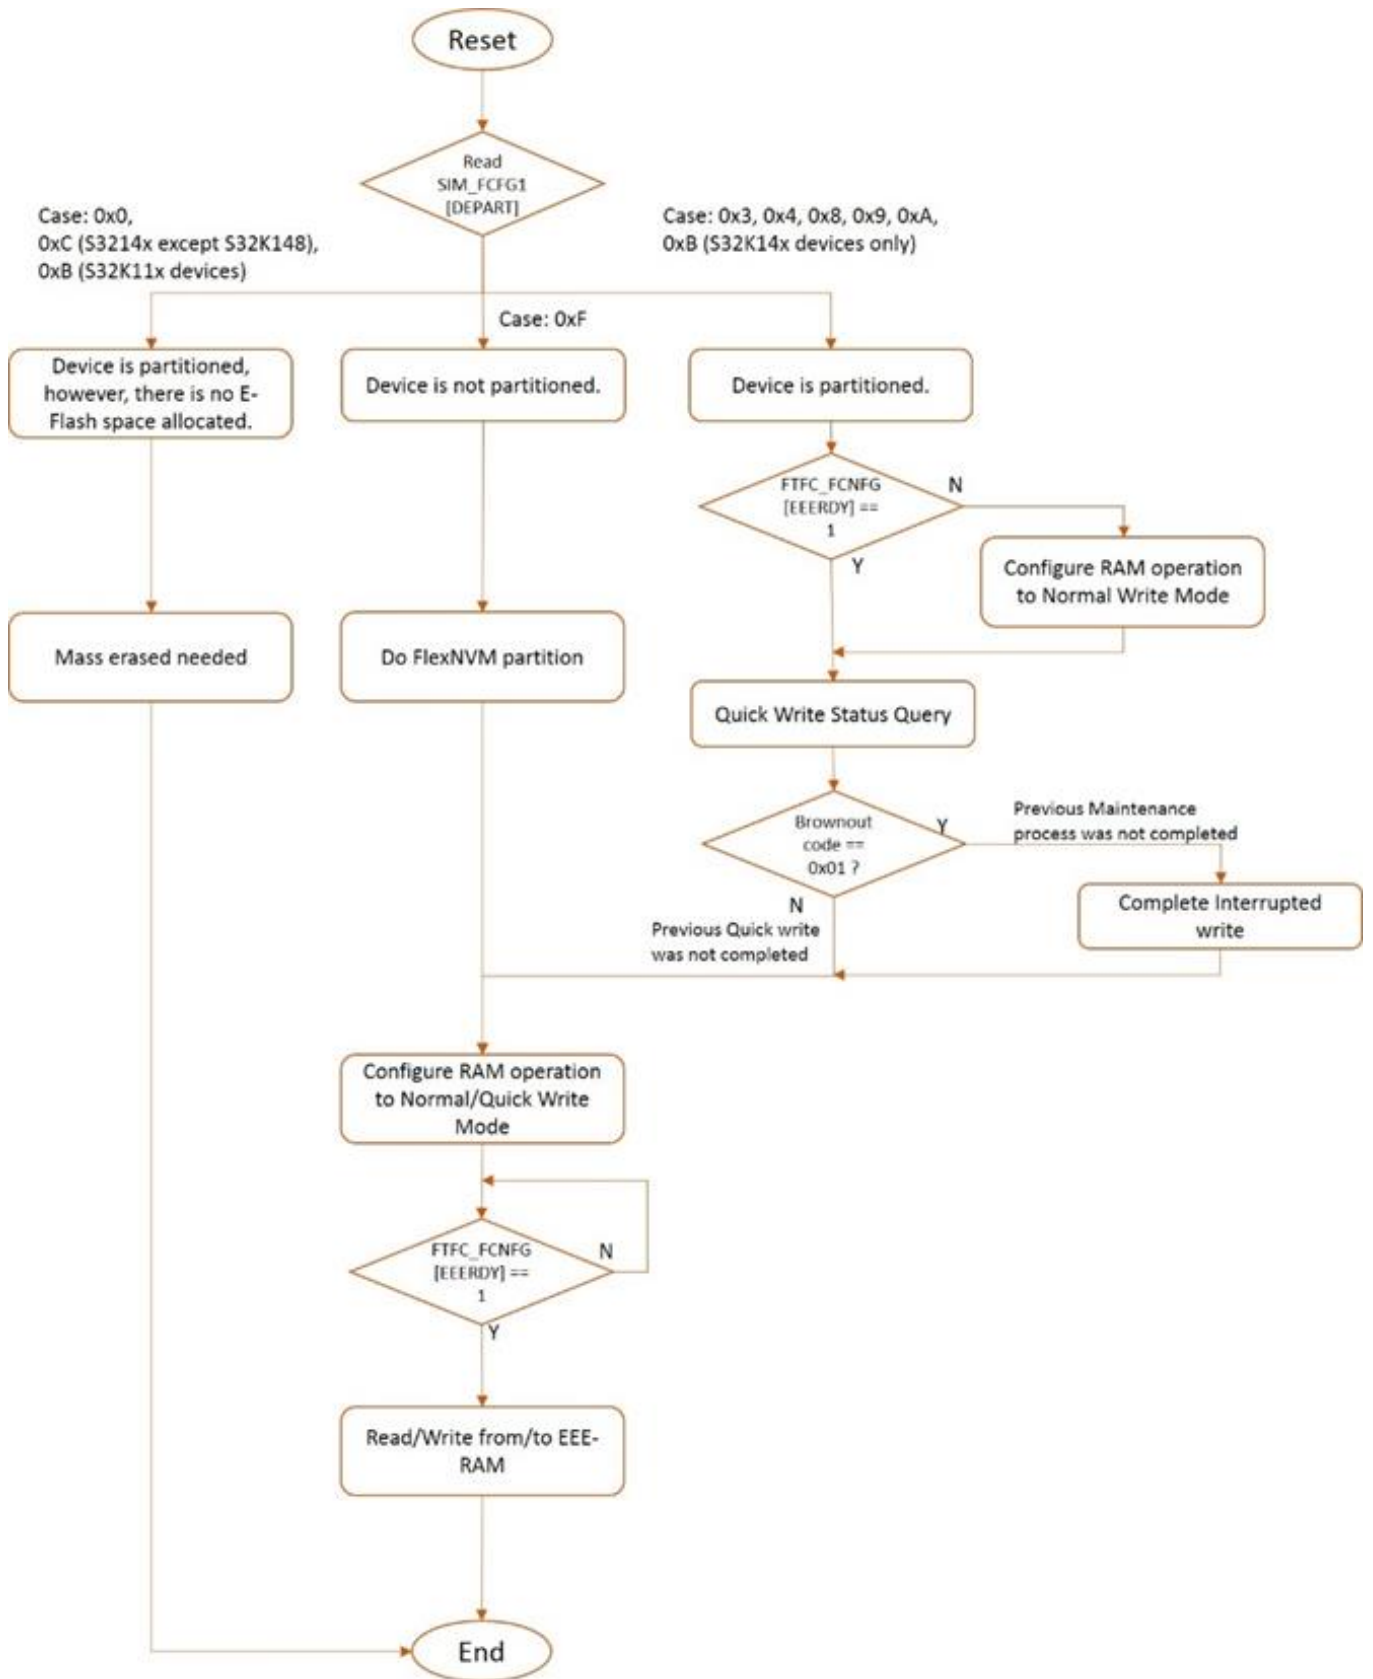 Reset
Read
SIM_FCFG1
[DEPART]
Case: 0x0,
0xC (S3214x except S32K148),
0xB (S32K11x devices)
Case: 0x3, 0x4, 0x8, 0x9, 0xA,
0xB (S32K14x devices only)
Case: 0xF
Device is partitioned,
however, there is no E-
Flash space allocated.
Device is not partitioned.
Device is partitioned.
FTFC_FCNFG
[EEERDY] ==
1
N
Y
Configure RAM operation
to Normal Write Mode
Mass erased needed
Do FlexNVM partition
Quick Write Status Query
Brownout
code ==
0x01 ?
Y
Previous Maintenance
process was not completed
N
Previous Quick write
was not completed
Complete Interrupted
write
Configure RAM operation
to Normal/Quick Write
Mode
FTFC_FCNFG
[EEERDY] ==
1
N
Y
Read/Write from/to EEE-
RAM
End